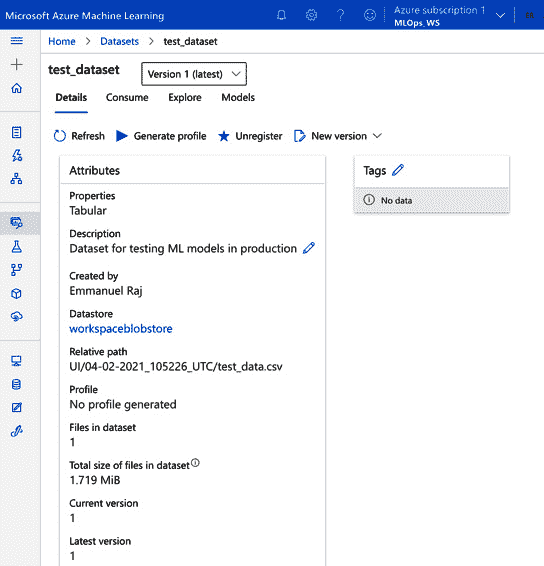 Microsoft Azure Machine Learning
Azure subscription 1
MLOps_WS
Home > Datasets > test_dataset
test_dataset
Version 1 (latest)
Details Consume Explore Models
Refresh Generate profile Unregister New version
Attributes
Properties
Tabular
Description
Dataset for testing ML models in production
Created by
Emmanuel Raj
Datastore
workspaceblobstore
Relative path
UI/04-02-2021_105226_UTC/test_data.csv
Profile
No profile generated
Files in dataset
1
Total size of files in dataset
1.719 MiB
Current version
1
Latest version
1
Tags
No data